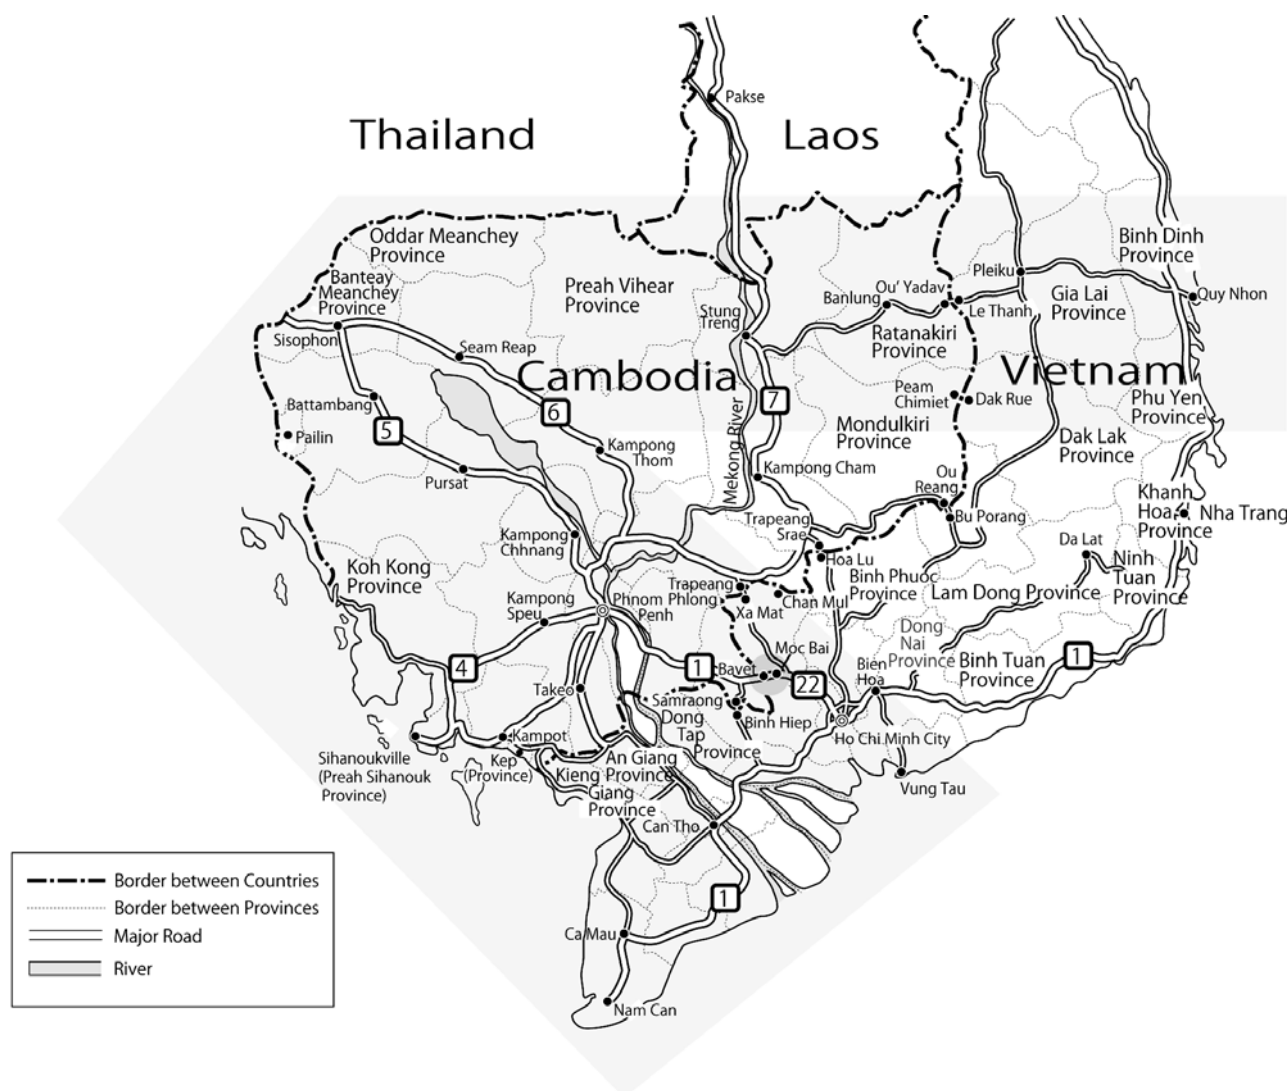 Pakse
Thailand
Laos
Oddar Meanchey
Province
Binh Dinh
Province
Banteay
Meanchey
Province
Preah Vihear
Province
Pleiku
Ou' Yadav
Banlung
Stung
Treng
Le Thanh
Gia Lai
Province
Quy Nhon
Ratanakiri
Province
Sisophon
Seam Reap
Cambodia
Vietnam
Peam
Chimiet
Dak Rue
Phu Yen
Province
Battambang
6
7
5
Pailin
Mekong River
Mondulkiri
Province
Dak Lak
Province
Kampong
Thom
Kampong Cham
Pursat
Ou
Reang
Khanh
Hoa
Province
Nha Trang
Trapeang
Srae
Bu Porang
Kampong
Chhnang
Da Lat
Hoa Lu
Ninh
Tuan
Province
Koh Kong
Province
Binh Phuoc
Province
Lam Dong Province
Trapeang
Phlong
Chan Mul
Xa Mat
Kampong
Speu
Phnom
Penh
Dong
Nai
Province
Binh Tuan
Province
Moc Bai
Bien
Hoa
1
4
1
Bavet
22
Takeo
Samraong
Dong
Tap
Province
Binh Hiep
Ho Chi Minh City
Kampot
Sihanoukville
(Preah Sihanouk
Province)
Kep
(Province)
An Giang
Province
Kieng
Giang
Province
Vung Tau
Can Tho
1
Ca Mau
Nam Can
Border between Countries
Border between Provinces
Major Road
River